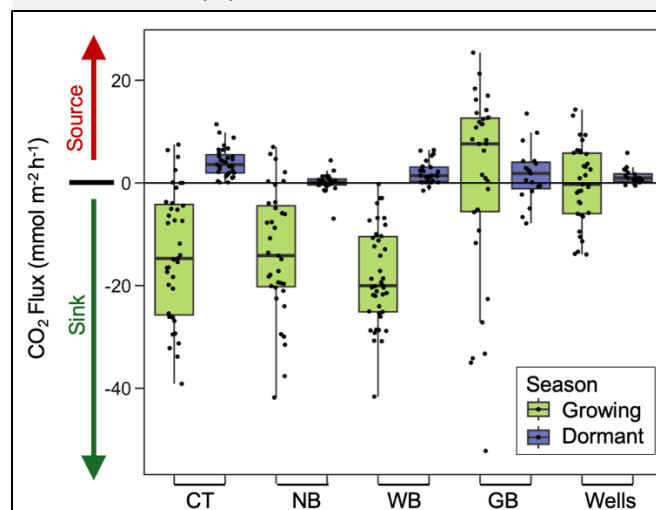 Source
Sink
CO₂ Flux (mmol m⁻² h⁻¹)
20
0
-20
-40
Season
Growing
Dormant
CT NB WB GB Wells